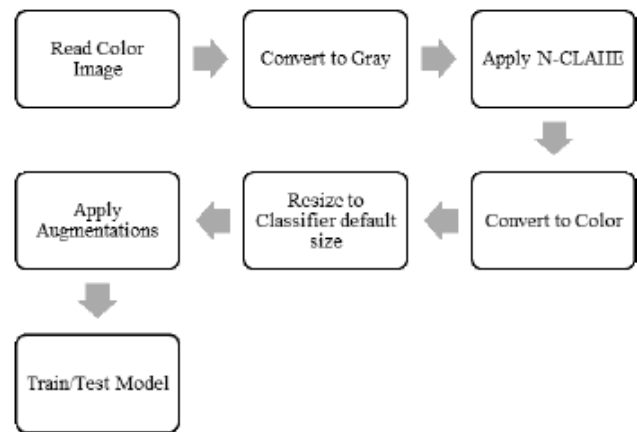 Read Color
Image
Convert to Gray
Apply N-CLAHE
Convert to Color
Resize to
Classifier default
size
Apply
Augmentations
Train/Test Model